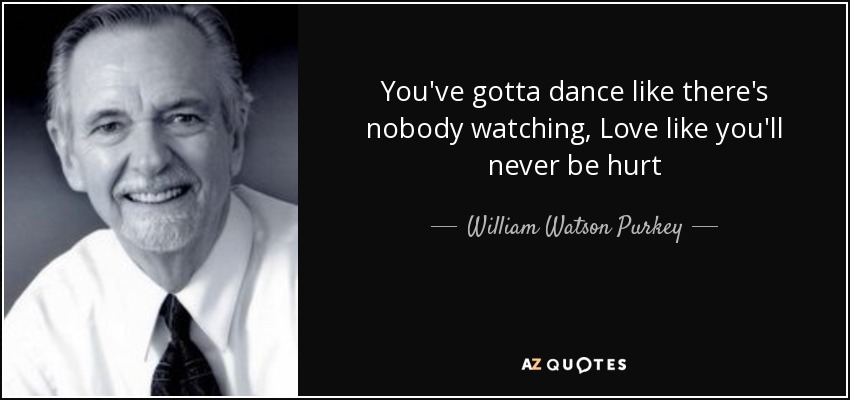 You've gotta dance like there's
nobody watching, Love like you'll
never be hurt
William Watson Purkey
AZ QUOTES